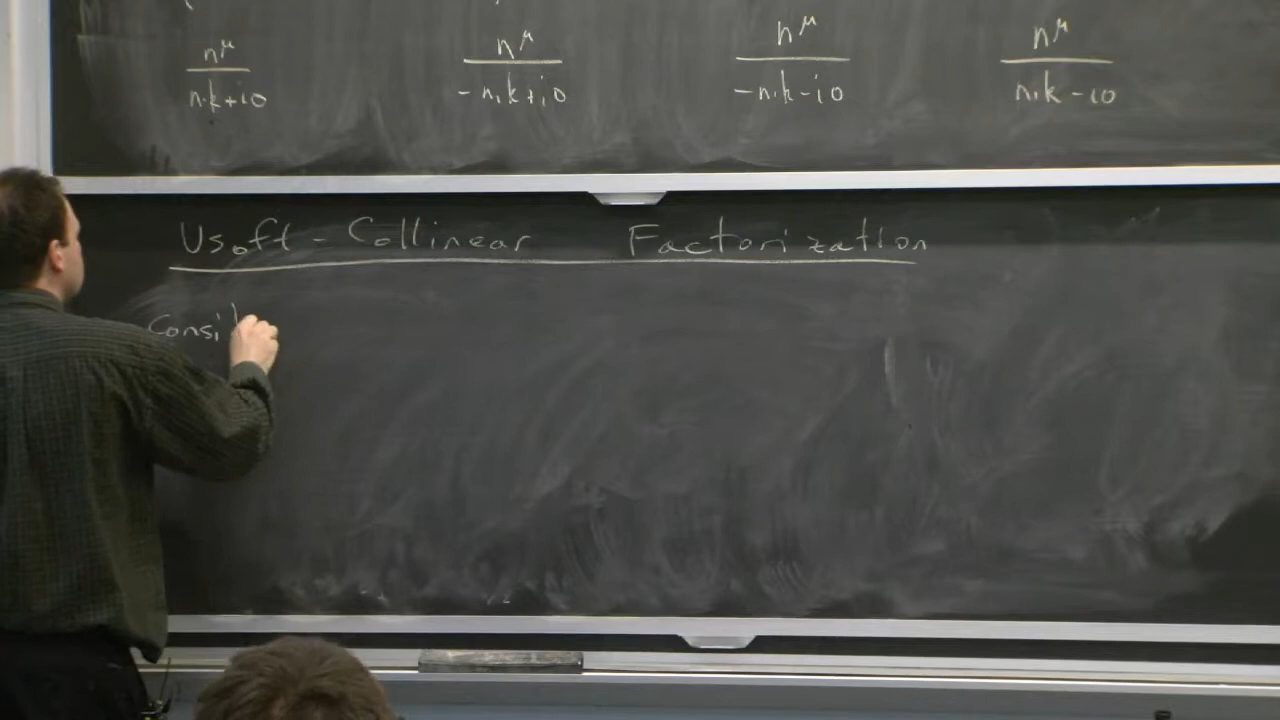 n^μ / n·k+i0    n^μ / -n·k+i0    n^μ / -n·k-i0    n^μ / n·k-i0
Usoft - Collinear Factorization
Consi